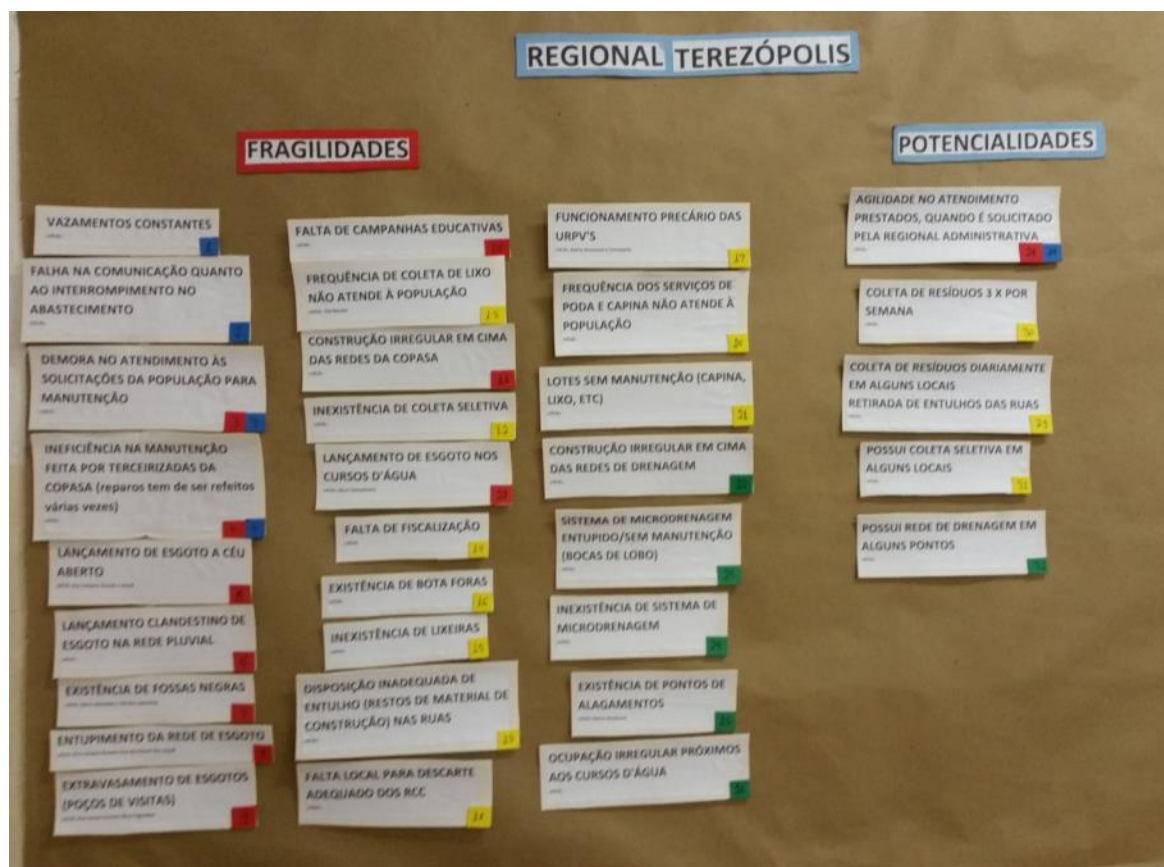 REGIONAL TEREZÓPOLIS
FRAGILIDADES
VAZAMENTOS CONSTANTES
FALHA NA COMUNICAÇÃO QUANTO
AO INTERROMPIMENTO NO
ABASTECIMENTO
DEMORA NO ATENDIMENTO ÀS
SOLICITAÇÕES DA POPULAÇÃO PARA
MANUTENÇÃO
INEFICIÊNCIA NA MANUTENÇÃO
FEITA POR TERCEIRIZADAS DA
COPASA (reparos tem de ser refeitos
várias vezes)
LANÇAMENTO DE ESGOTO A CÉU
ABERTO
LANÇAMENTO CLANDESTINO DE
ESGOTO NA REDE PLUVIAL
EXISTÊNCIA DE FOSSAS NEGRAS
ENTUPIMENTO DA REDE DE ESGOTO
EXTRAVASAMENTO DE ESGOTOS
(POÇOS DE VISITAS)
FALTA DE CAMPANHAS EDUCATIVAS
FREQUÊNCIA DE COLETA DE LIXO
NÃO ATENDE À POPULAÇÃO
13
CONSTRUÇÃO IRREGULAR EM CIMA
DAS REDES DA COPASA
INEXISTÊNCIA DE COLETA SELETIVA
12
LANÇAMENTO DE ESGOTO NOS
CURSOS D'ÁGUA
FALTA DE FISCALIZAÇÃO
EXISTÊNCIA DE BOTA FORAS
16
INEXISTÊNCIA DE LIXEIRAS
15
DISPOSIÇÃO INADEQUADA DE
ENTULHO (RESTOS DE MATERIAL DE
CONSTRUÇÃO) NAS RUAS
FALTA LOCAL PARA DESCARTE
ADEQUADO DOS RCC
FUNCIONAMENTO PRECÁRIO DAS
URPV'S
17
FREQUÊNCIA DOS SERVIÇOS DE
PODA E CAPINA NÃO ATENDE À
POPULAÇÃO
20
LOTES SEM MANUTENÇÃO (CAPINA,
LIXO, ETC)
21
CONSTRUÇÃO IRREGULAR EM CIMA
DAS REDES DE DRENAGEM
SISTEMA DE MICRODRENAGEM
ENTUPIDO/SEM MANUTENÇÃO
(BOCAS DE LOBO)
INEXISTÊNCIA DE SISTEMA DE
MICRODRENAGEM
EXISTÊNCIA DE PONTOS DE
ALAGAMENTOS
OCUPAÇÃO IRREGULAR PRÓXIMOS
AOS CURSOS D'ÁGUA
POTENCIALIDADES
AGILIDADE NO ATENDIMENTO
PRESTADOS, QUANDO É SOLICITADO
PELA REGIONAL ADMINISTRATIVA
COLETA DE RESÍDUOS 3 X POR
SEMANA
30
COLETA DE RESÍDUOS DIARIAMENTE
EM ALGUNS LOCAIS
RETIRADA DE ENTULHOS DAS RUAS
POSSUI COLETA SELETIVA EM
ALGUNS LOCAIS
POSSUI REDE DE DRENAGEM EM
ALGUNS PONTOS